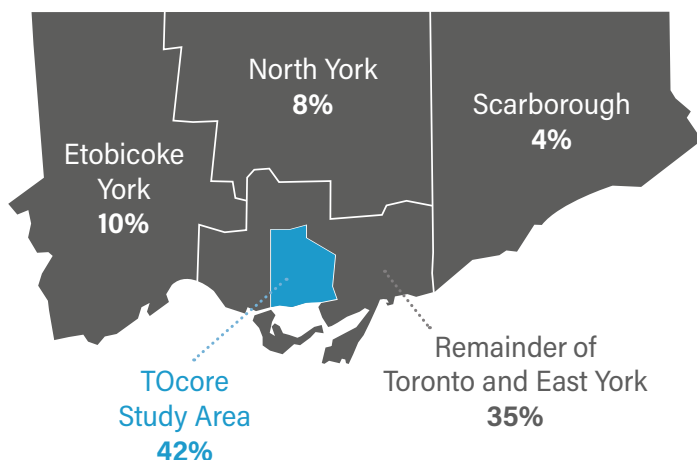 North York
8%
Scarborough
4%
Etobicoke
York
10%
TOcore
Study Area
42%
Remainder of
Toronto and East York
35%